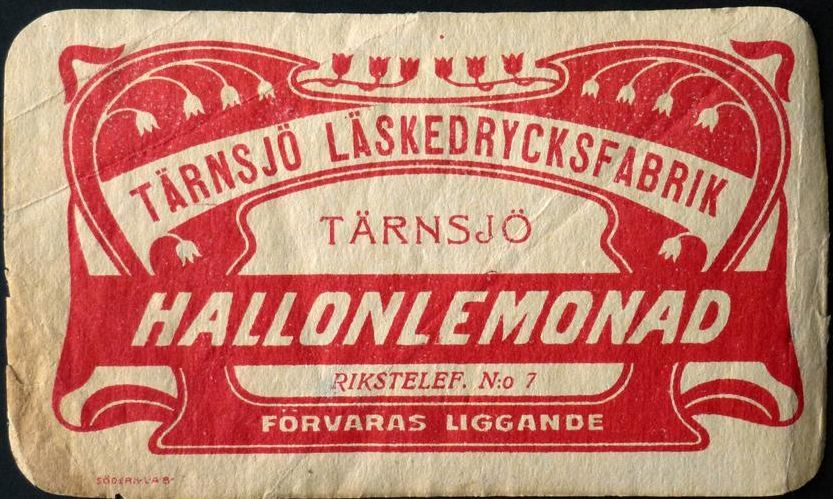 TÄRNSJÖ LÄSKEDRYCKSFABRIK
TÄRNSJÖ
HALLONLEMONAD
RIKSTELEF. N:o 7
FÖRVARAS LIGGANDE